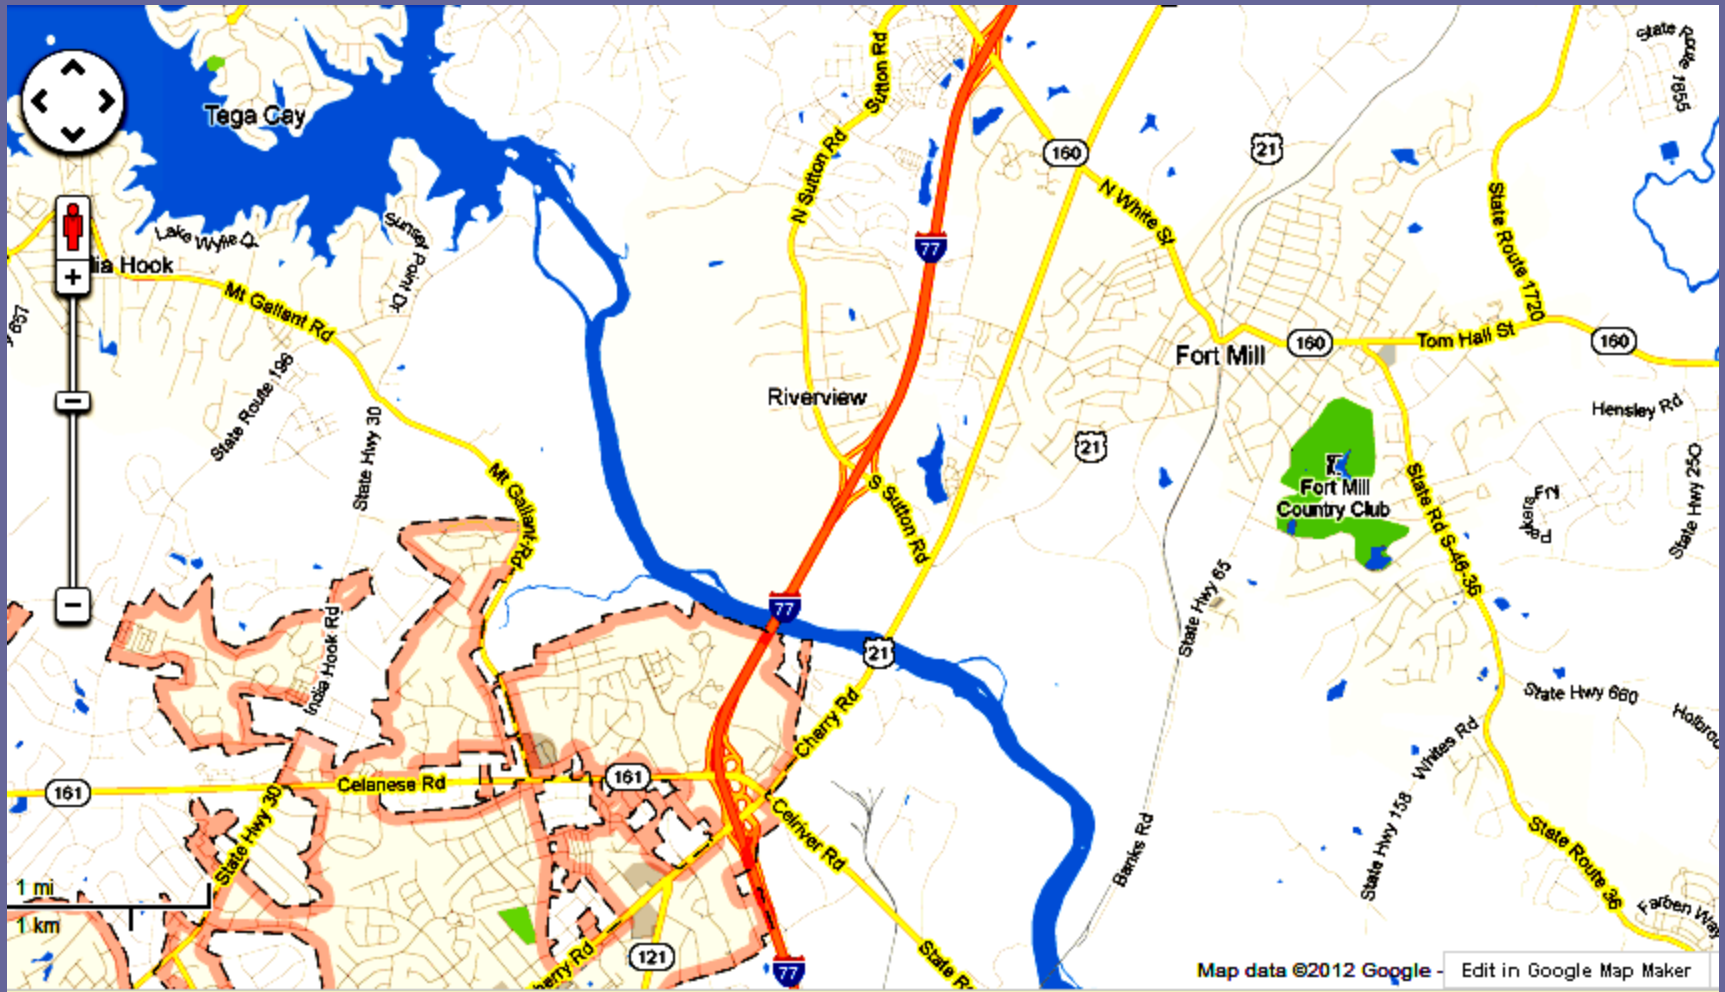 Sutton Rd
State Route 1855
Tega Cay
N Sutton Rd
160
21
N White St
State Route 1720
Sunset Point Dr
Lake Wylie D
lia Hook
77
Mt Gallant Rd
657
Fort Mill
160
Tom Hall St
160
State Route 196
State Hwy 30
Riverview
Hensley Rd
21
Mt Gallant Rd
S Sutton Rd
Fort Mill
Country Club
State Rd S-46-36
State Hwy 250
State Hwy 65
77
21
India Hook Rd
State Hwy 660
Cherry Rd
Whites Rd
161
Celanese Rd
161
State Hwy 30
Celriver Rd
Banks Rd
State Hwy 158
State Route 36
Farben Way
1 mi
1 km
121
herry Rd
State R
77
Map data ©2012 Google -
Edit in Google Map Maker